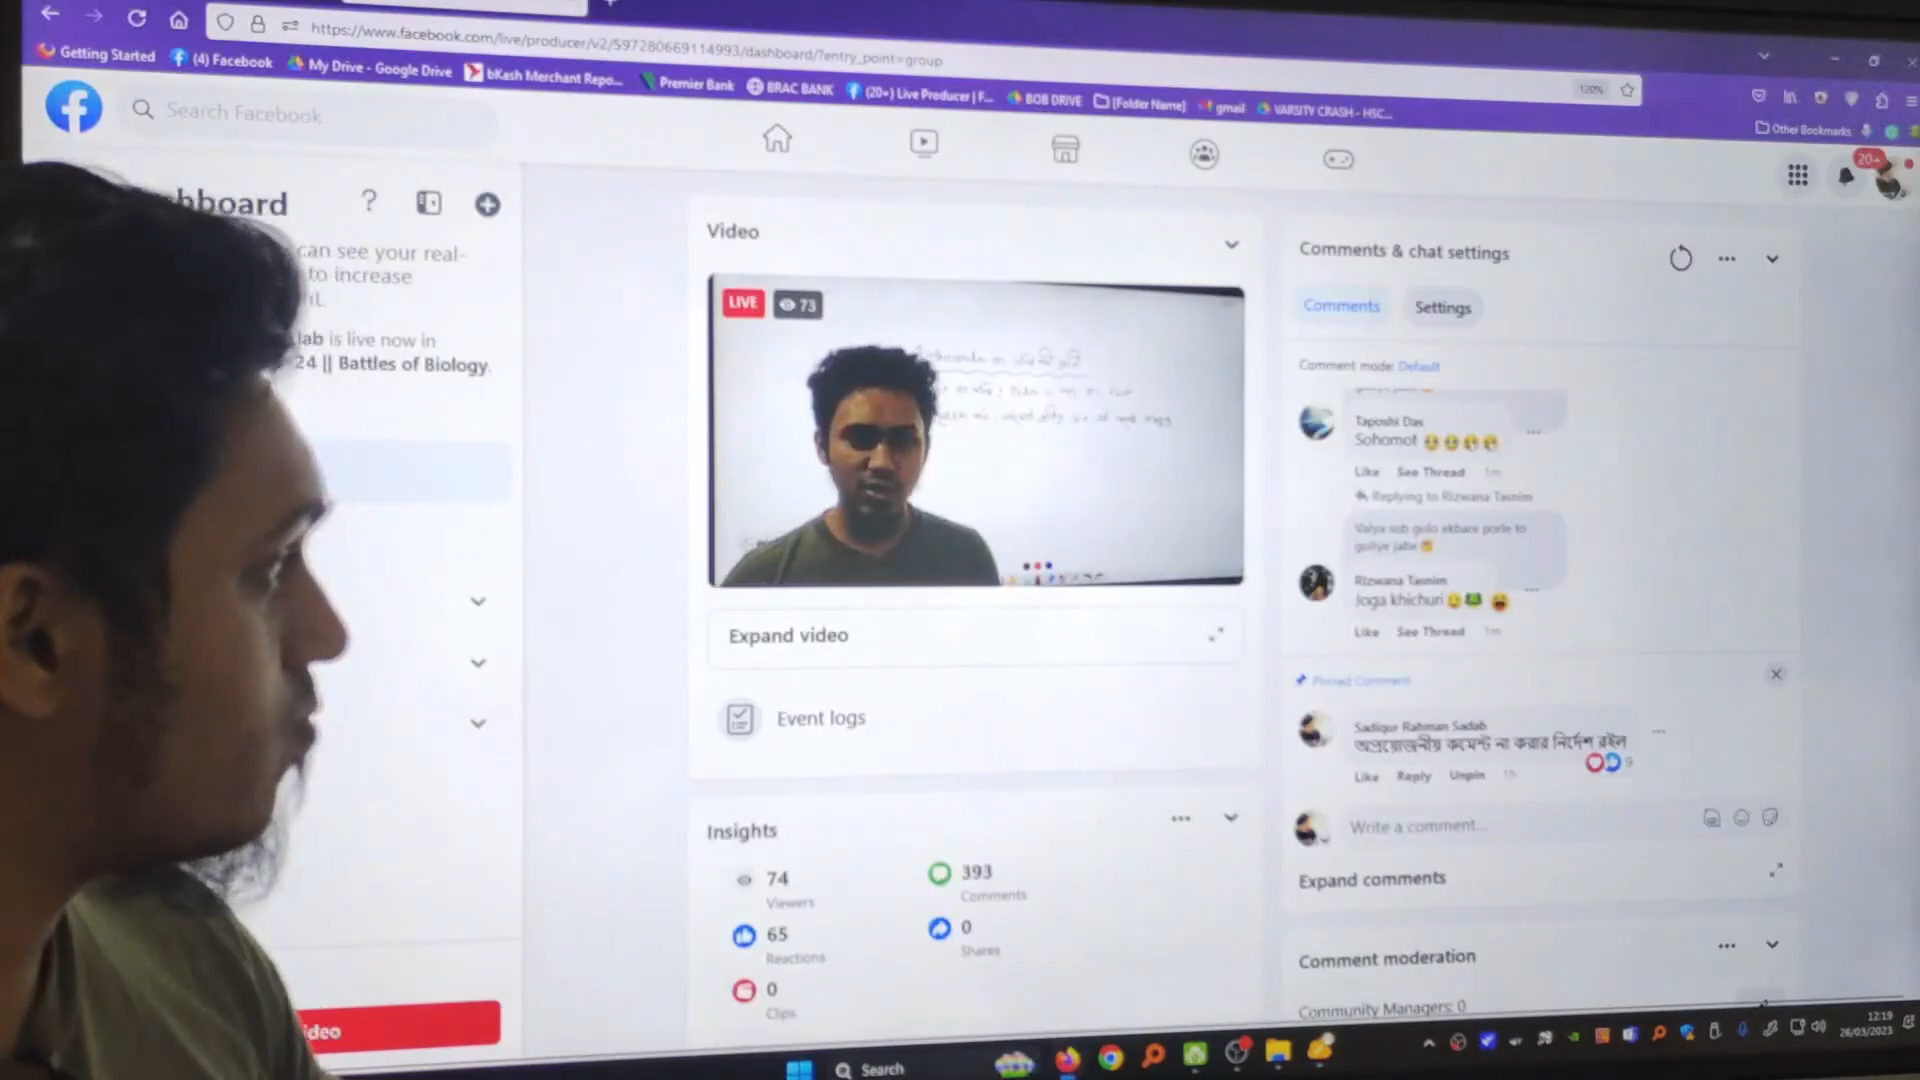 https://www.facebook.com/live/producer/v2/597280669114993/dashboard/?entry_point=group
120%
Getting Started
(4) Facebook
My Drive - Google Drive
bKash Merchant Repo...
Premier Bank
BRAC BANK
(20+) Live Producer | F...
BOB DRIVE
[Folder Name]
gmail
VARSITY CRASH - HSC...
Other Bookmarks
Search Facebook
20+
board
can see your real-
to increase
lab is live now in
24 || Battles of Biology.
ideo
Video
LIVE
73
Expand video
Event logs
Insights
74
Viewers
393
Comments
65
Reactions
0
Shares
0
Clips
Comments & chat settings
Comments
Settings
Comment mode: Default
Taposhi Das
Sohomot
Like See Thread 1m
Replying to Rizwana Tasnim
Vaiya sob gulo ekbare porle to
guliye jabe
Rizwana Tasnim
Joga khichuri
Like See Thread 1m
Pinned Comment
Sadiqur Rahman Sadab
অপ্রয়োজনীয় কমেন্ট না করার নির্দেশ রইল
9
Like Reply Unpin 1h
Write a comment...
Expand comments
Comment moderation
Community Managers: 0
Search
12:19
26/03/2023